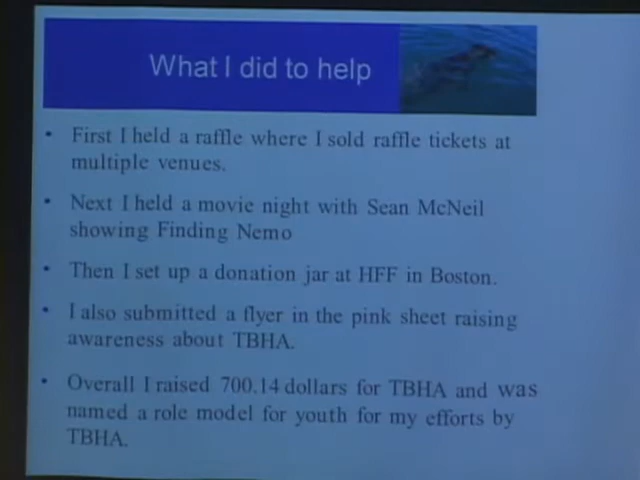 What I did to help
• First I held a raffle where I sold raffle tickets at
multiple venues.
• Next I held a movie night with Sean McNeil
showing Finding Nemo
• Then I set up a donation jar at HFF in Boston.
• I also submitted a flyer in the pink sheet raising
awareness about TBHA.
• Overall I raised 700.14 dollars for TBHA and was
named a role model for youth for my efforts by
TBHA.